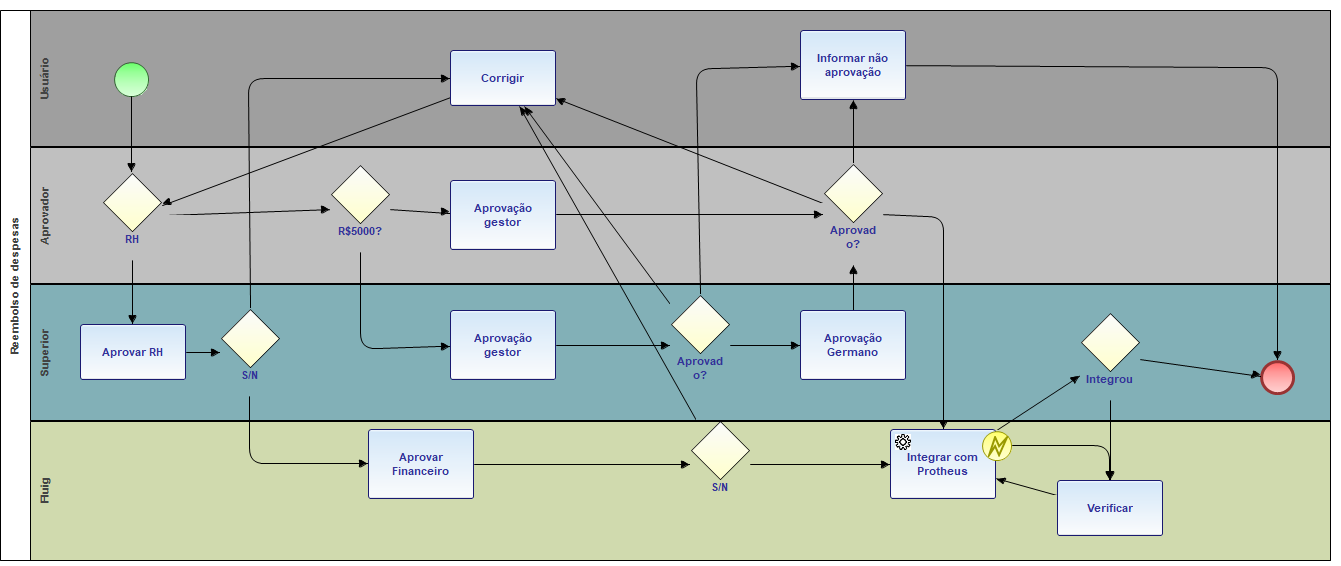 Reembolso de despesas
Usuário
Corrigir
Informar não
aprovação
Aprovador
RH
R$5000?
Aprovação
gestor
Aprovad
o?
Superior
Aprovar RH
S/N
Aprovação
gestor
Aprovad
o?
Aprovação
Germano
Integrou
Fluig
Aprovar
Financeiro
S/N
Integrar com
Protheus
Verificar